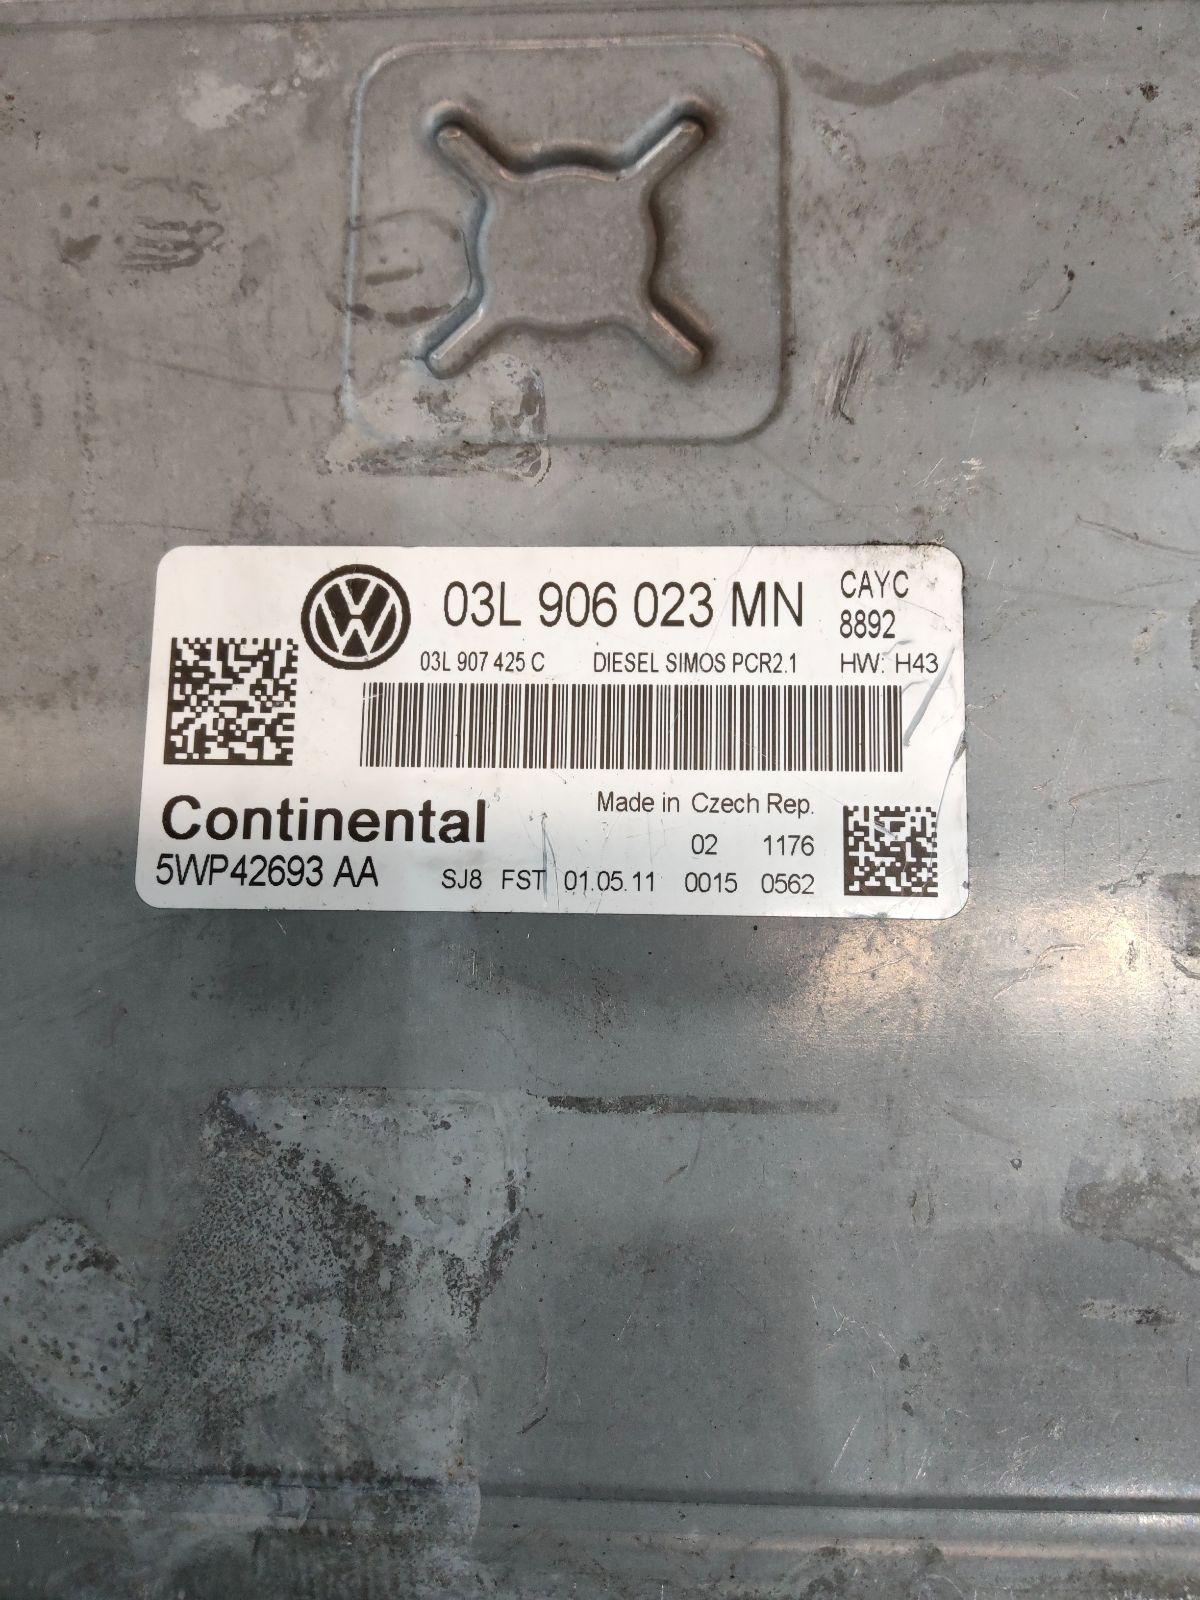 03L 906 023 MN
CAYC
8892
03L 907 425 C DIESEL SIMOS PCR2.1 HW: H43
Continental
Made in Czech Rep.
02 1176
5WP42693 AA
SJ8 FST 01.05.11 0015 0562